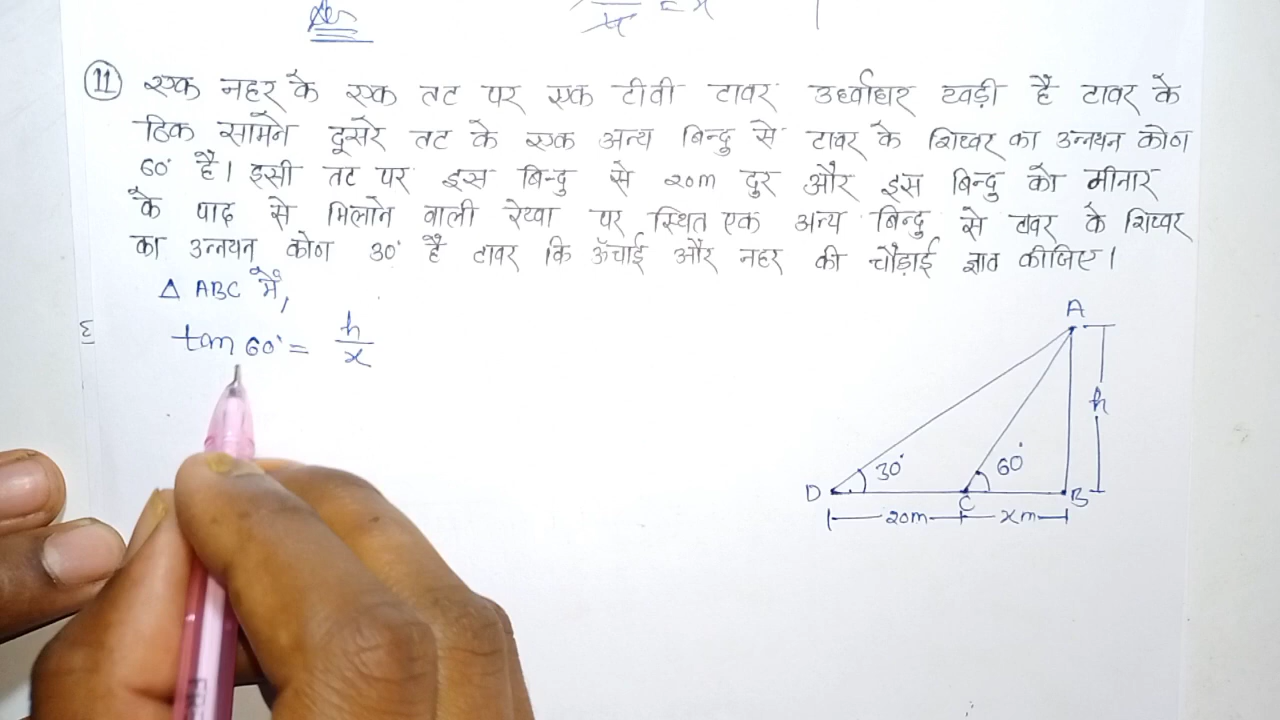 Ans
= x
11 एक नहर के एक तट पर एक टीवी टावर उर्ध्वाधर खड़ी है टावर के
ठिक सामने दूसरे तट के एक अन्य बिन्दु से टावर के शिखर का उन्नयन कोण
60° है। इसी तट पर इस बिन्दु से 20m दुर और इस बिन्दु को मीनार
के पाद से मिलाने वाली रेखा पर स्थित एक अन्य बिन्दु से टावर के शिखर
का उन्नयन कोण 30° है टावर कि ऊँचाई और नहर की चौड़ाई ज्ञात कीजिए।
△ ABC में,
tan 60° = h/x
A
h
30°
60°
D
C
B
20m
x m